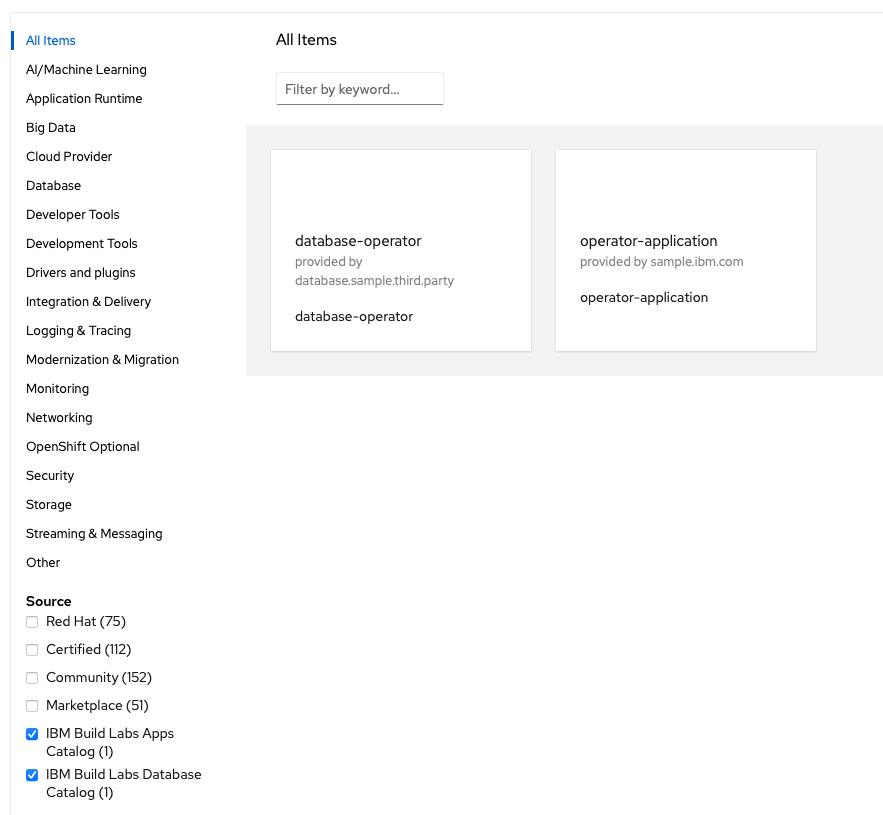 All Items
AI/Machine Learning
Application Runtime
Big Data
Cloud Provider
Database
Developer Tools
Development Tools
Drivers and plugins
Integration & Delivery
Logging & Tracing
Modernization & Migration
Monitoring
Networking
OpenShift Optional
Security
Storage
Streaming & Messaging
Other
Source
Red Hat (75)
Certified (112)
Community (152)
Marketplace (51)
IBM Build Labs Apps
Catalog (1)
IBM Build Labs Database
Catalog (1)
All Items
Filter by keyword...
database-operator
provided by
database.sample.third.party
database-operator
operator-application
provided by sample.ibm.com
operator-application